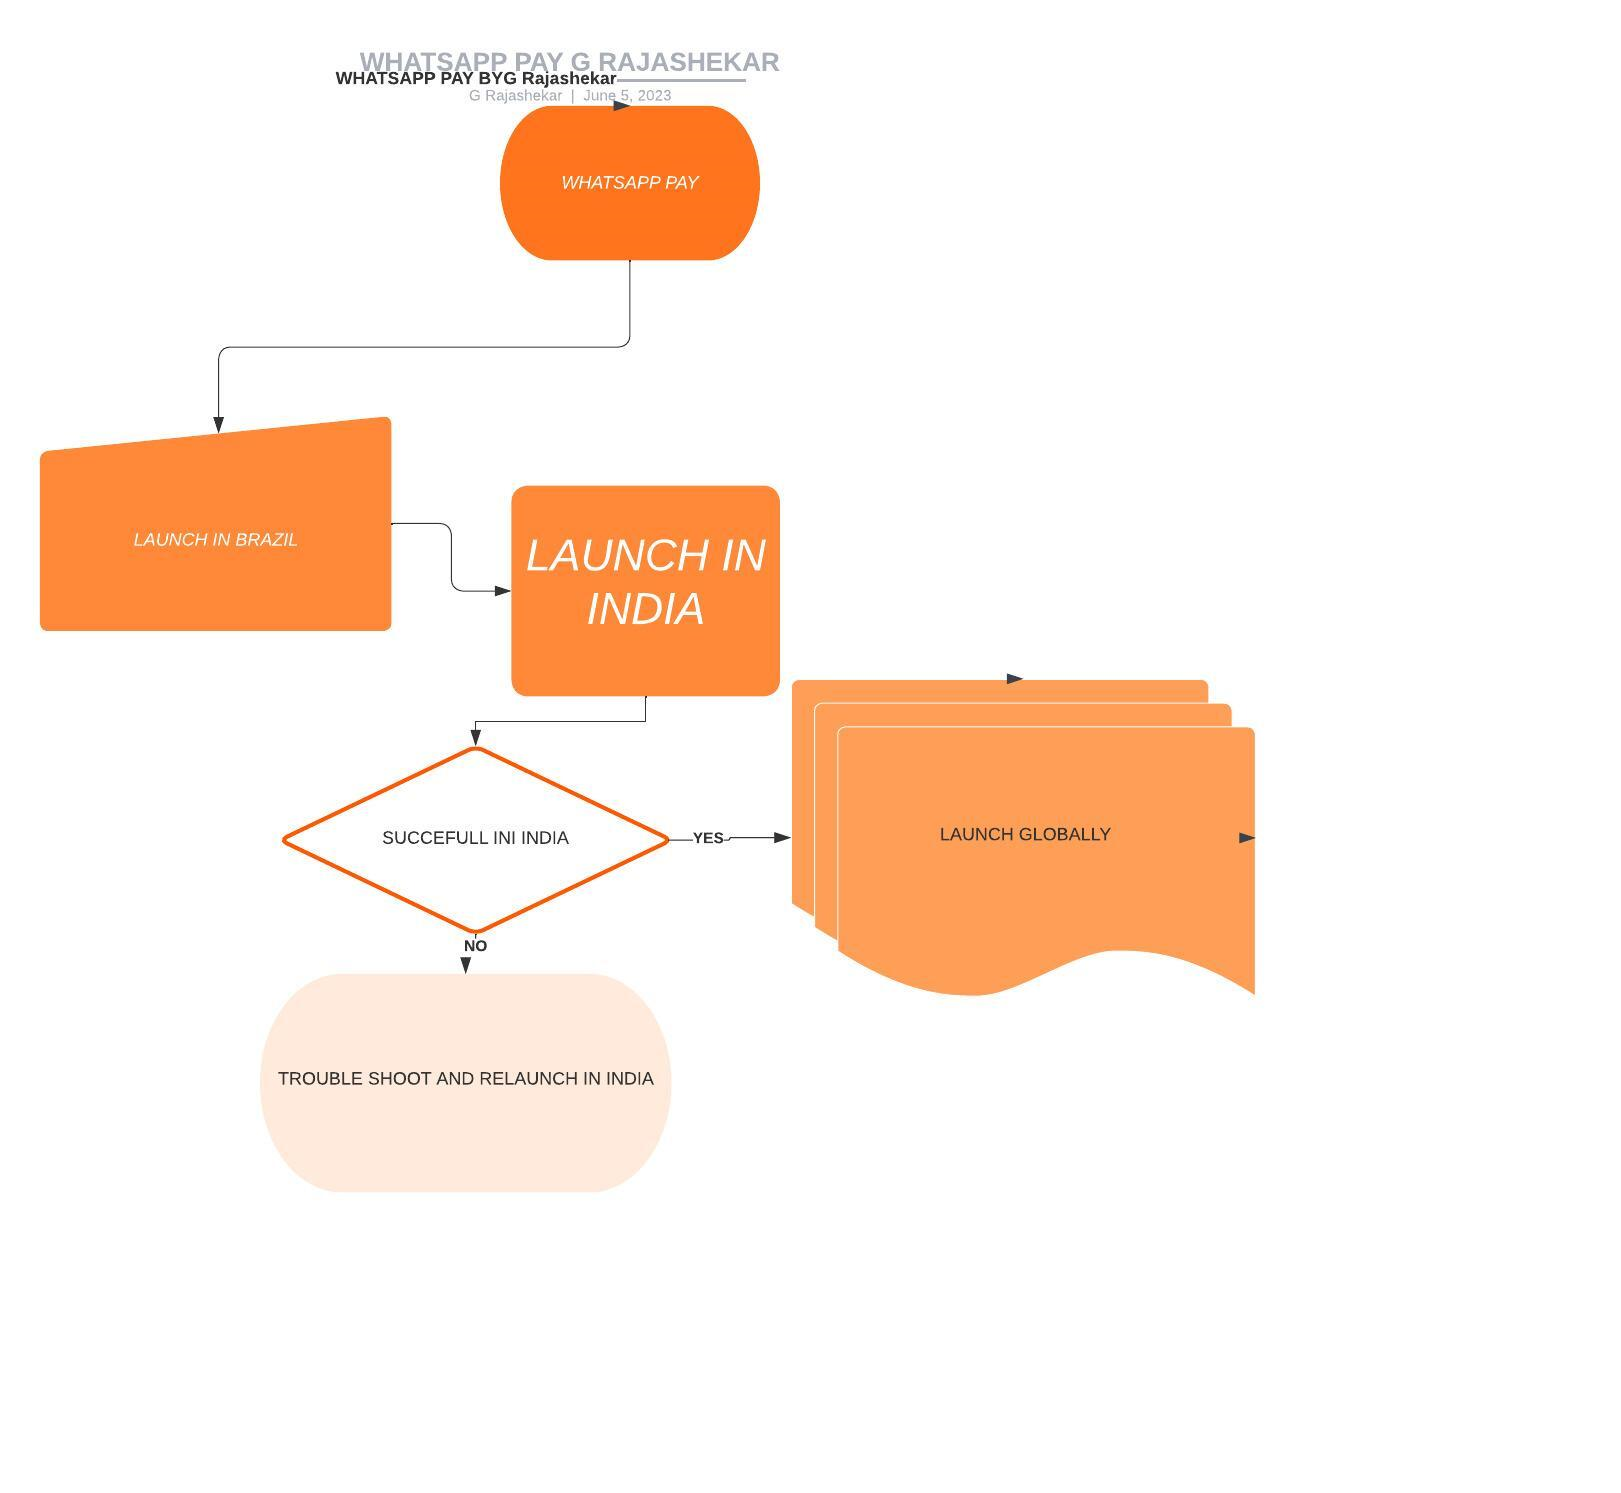 WHATSAPP PAY G RAJASHEKAR
WHATSAPP PAY BYG Rajashekar
G Rajashekar | June 5, 2023
WHATSAPP PAY
LAUNCH IN BRAZIL
LAUNCH IN
INDIA
SUCCEFULL INI INDIA
YES
LAUNCH GLOBALLY
NO
TROUBLE SHOOT AND RELAUNCH IN INDIA